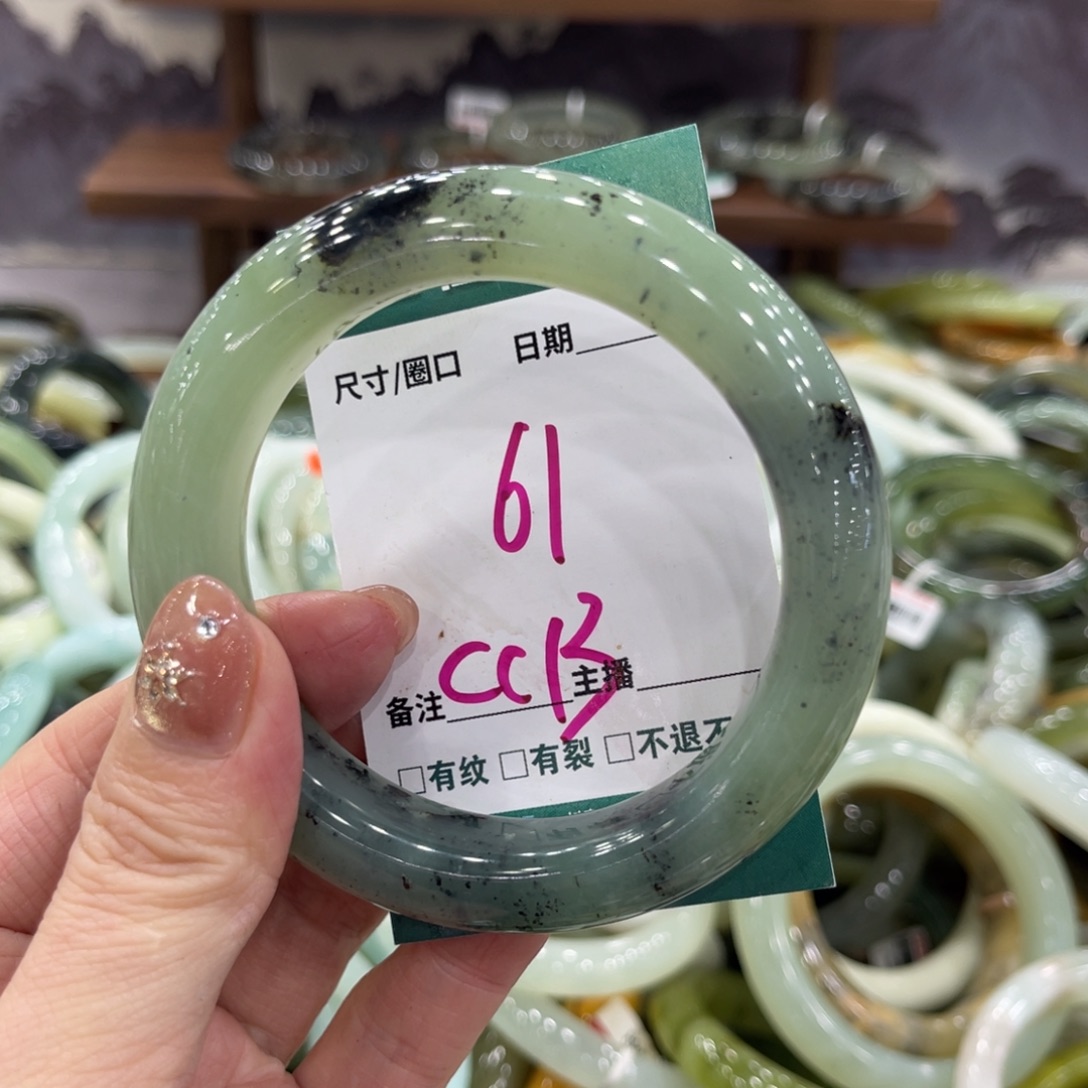 尺寸/圈口 日期
61
CCB
备注 主播
□有纹 □有裂 □不退不